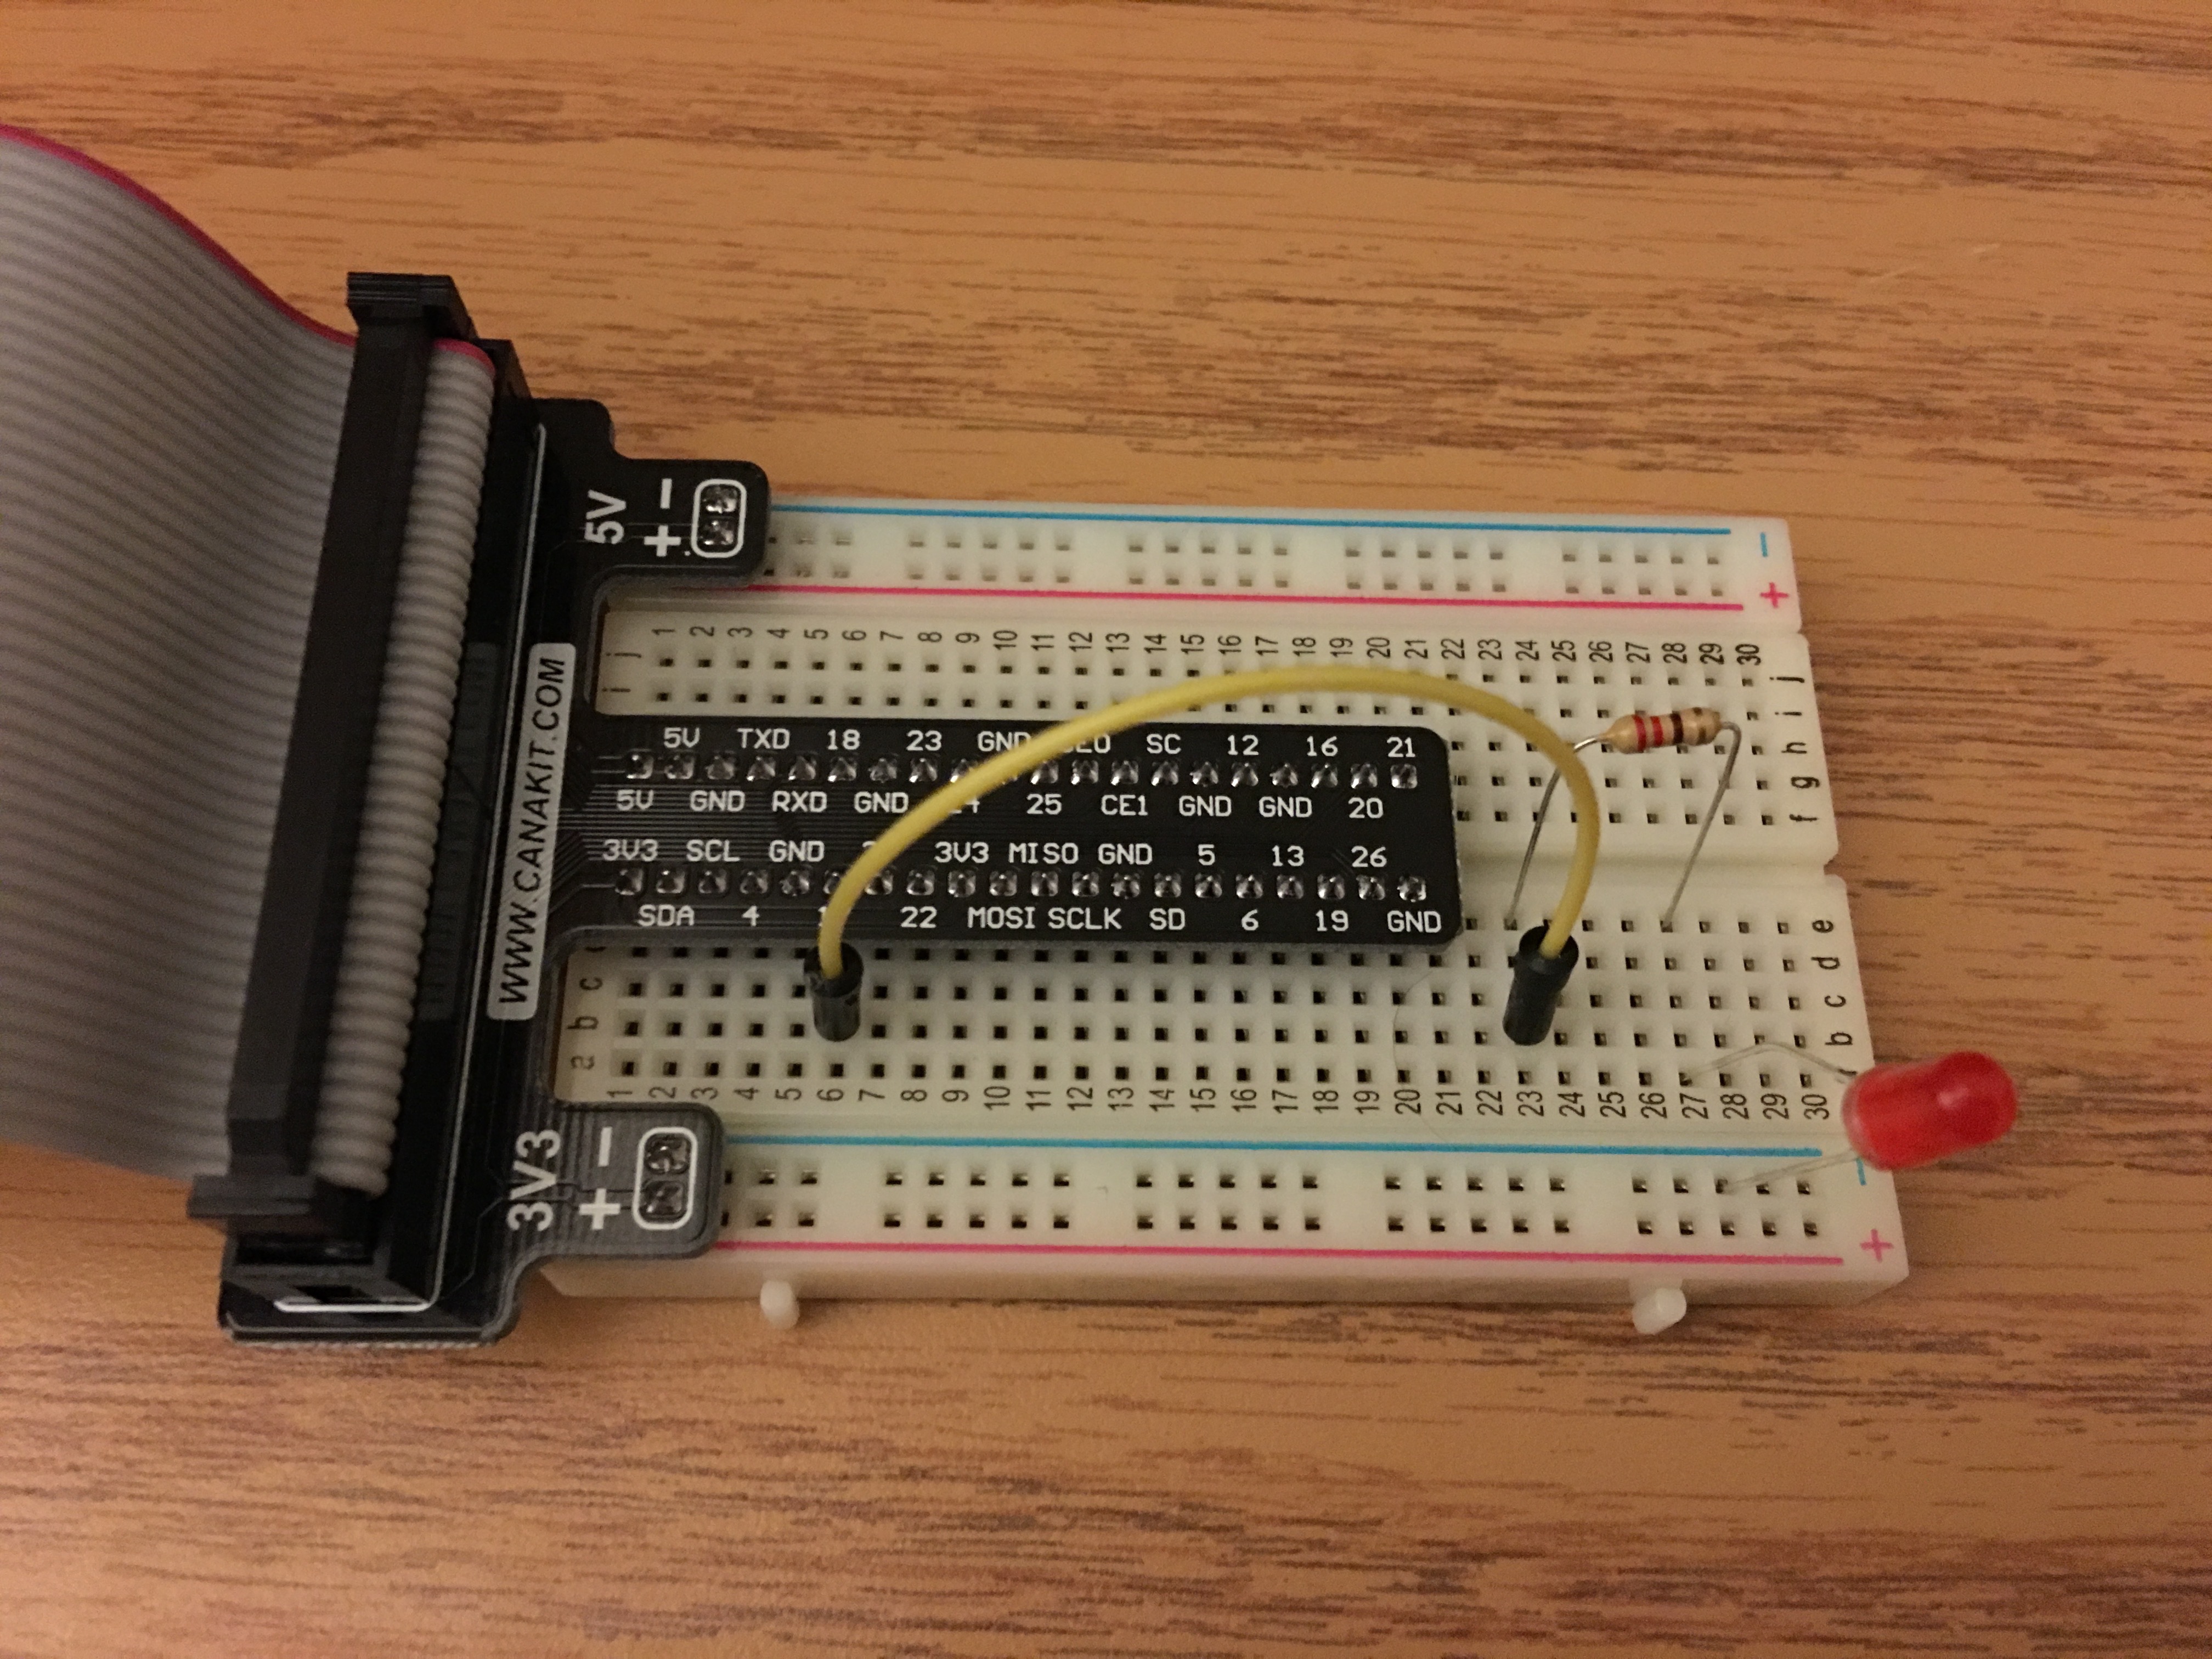 5V
+ −
−
+
1 2 3 4 5 6 7 8 9 10 11 12 13 14 15 16 17 18 19 20 21 22 23 24 25 26 27 28 29 30
j
j
i
i
WWW.CANAKIT.COM
5V TXD 18 23 GND SC 12 16 21
h
5V GND RXD GND 25 CE1 GND GND 20
g
f
3V3 SCL GND 3V3 MISO GND 5 13 26
SDA 4 22 MOSI SCLK SD 6 19 GND
e
d
c
c
b
b
a
1 2 3 4 5 6 7 8 9 10 11 12 13 14 15 16 17 18 19 20 21 22 23 24 25 26 27 28 29 30
3V3
+ −
−
+